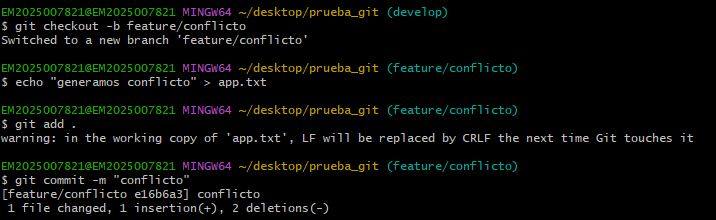 EM2025007821@EM2025007821 MINGW64 ~/desktop/prueba_git (develop)
$ git checkout -b feature/conflicto
Switched to a new branch 'feature/conflicto'
EM2025007821@EM2025007821 MINGW64 ~/desktop/prueba_git (feature/conflicto)
$ echo "generamos conflicto" > app.txt
EM2025007821@EM2025007821 MINGW64 ~/desktop/prueba_git (feature/conflicto)
$ git add .
warning: in the working copy of 'app.txt', LF will be replaced by CRLF the next time Git touches it
EM2025007821@EM2025007821 MINGW64 ~/desktop/prueba_git (feature/conflicto)
$ git commit -m "conflicto"
[feature/conflicto e16b6a3] conflicto
 1 file changed, 1 insertion(+), 2 deletions(-)